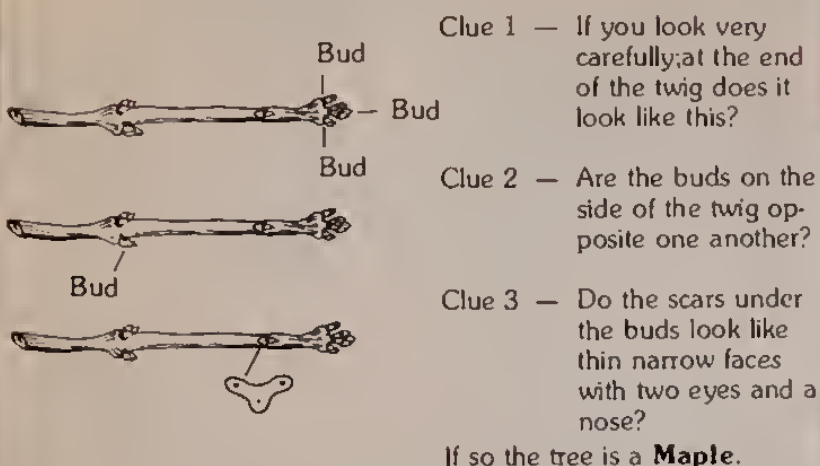 Bud
Bud
Bud
Bud
Clue 1 — If you look very
carefully;at the end
of the twig does it
look like this?
Clue 2 — Are the buds on the
side of the twig op-
posite one another?
Clue 3 — Do the scars under
the buds look like
thin narrow faces
with two eyes and a
nose?
If so the tree is a Maple.